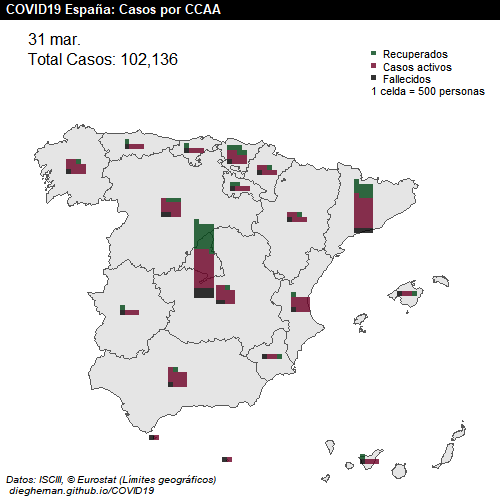 COVID19 España: Casos por CCAA
31 mar.
Total Casos: 102,136
Recuperados
Casos activos
Fallecidos
1 celda = 500 personas
Datos: ISCIII, © Eurostat (Límites geográficos)
diegheman.github.io/COVID19